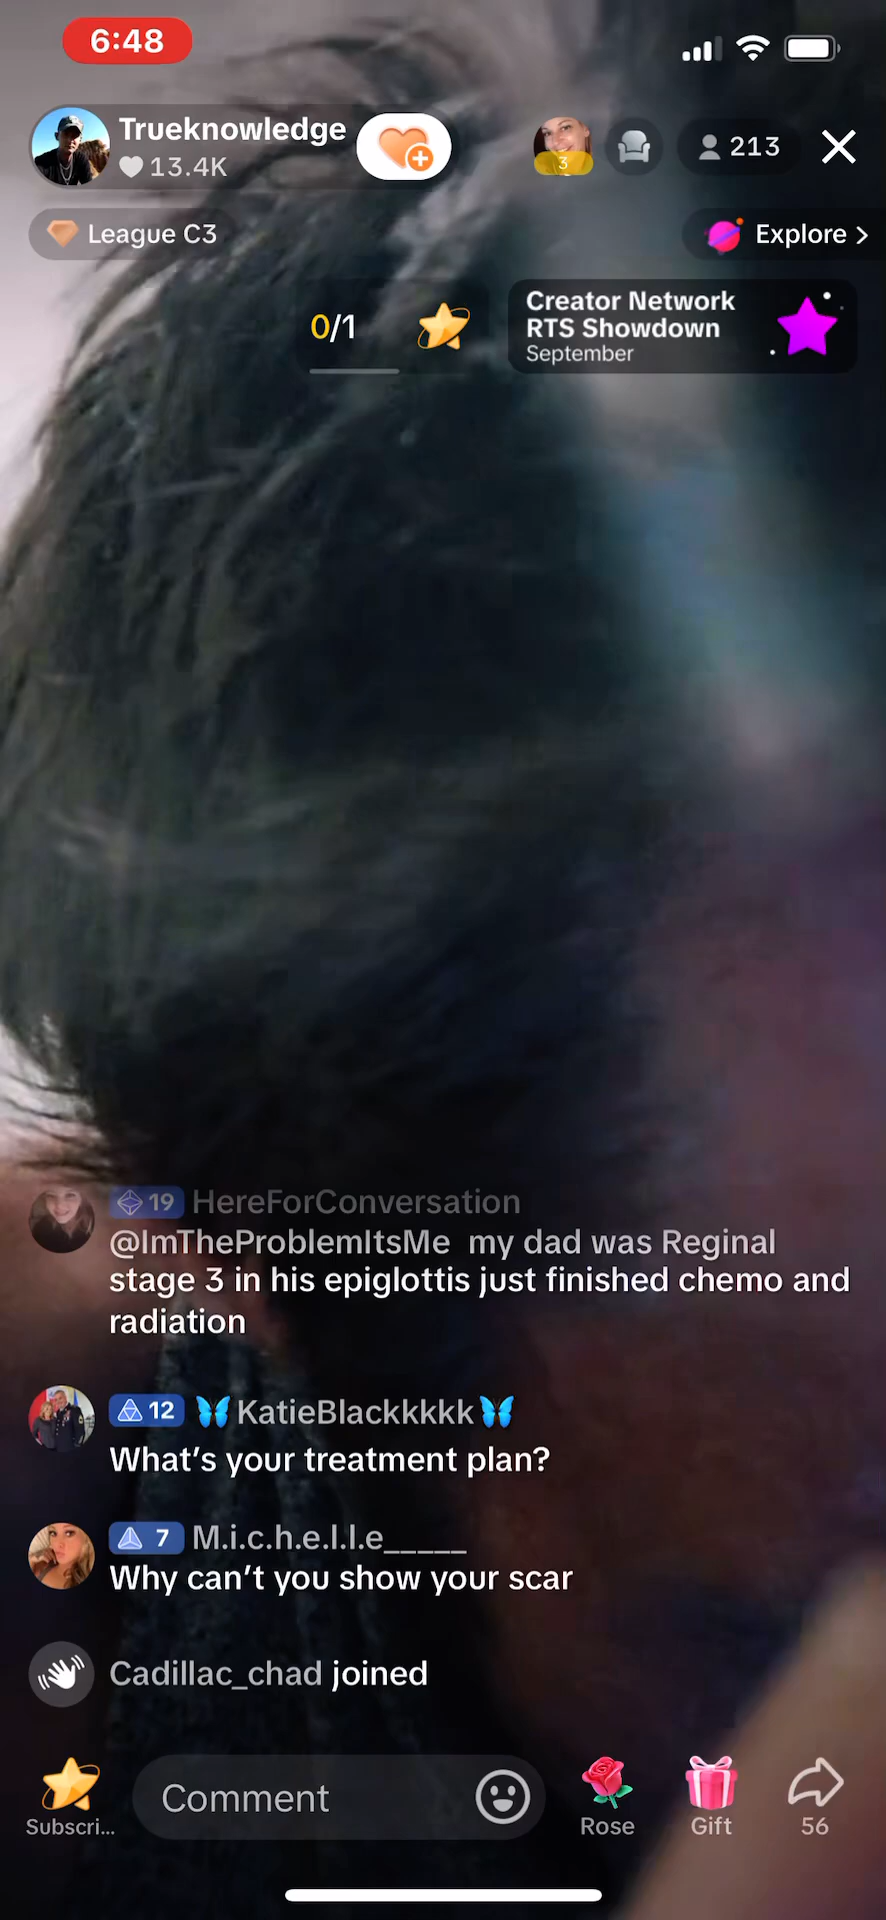 6:48
Trueknowledge
13.4K
3
213
League C3
Explore >
0/1
Creator Network
RTS Showdown
September
19 HereForConversation
@ImTheProblemItsMe my dad was Reginal
stage 3 in his epiglottis just finished chemo and
radiation
12 🦋KatieBlackkkkk🦋
What's your treatment plan?
7 M.i.c.h.e.l.l.e_____
Why can't you show your scar
Cadillac_chad joined
Comment
Subscri...
Rose
Gift
56